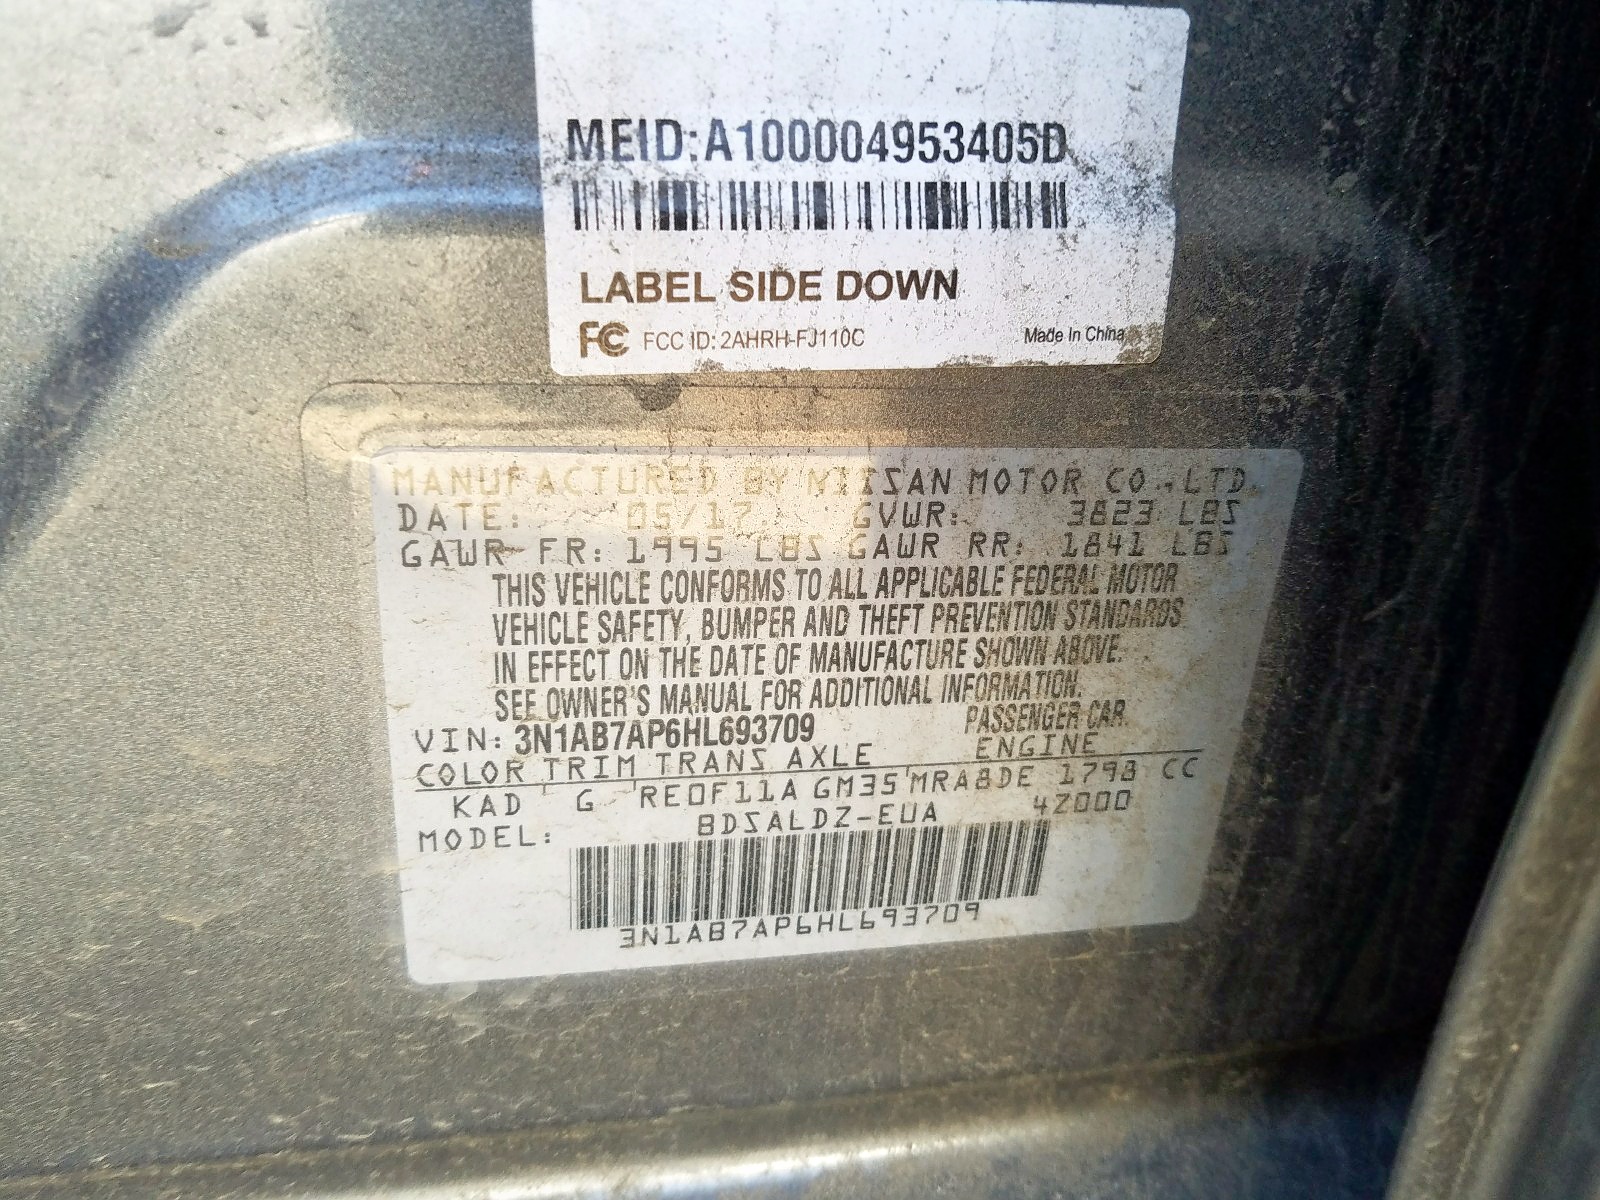 MEID:A100004953405D
LABEL SIDE DOWN
FC FCC ID: 2AHRH-FJ110C Made In China
MANUFACTURED BY NISSAN MOTOR CO.,LTD.
DATE: 05/17 GVWR: 3823 LBS
GAWR FR: 1995 LBS GAWR RR: 1841 LBS
THIS VEHICLE CONFORMS TO ALL APPLICABLE FEDERAL MOTOR
VEHICLE SAFETY, BUMPER AND THEFT PREVENTION STANDARDS
IN EFFECT ON THE DATE OF MANUFACTURE SHOWN ABOVE.
SEE OWNER'S MANUAL FOR ADDITIONAL INFORMATION.
VIN: 3N1AB7AP6HL693709 PASSENGER CAR
COLOR TRIM TRANS AXLE ENGINE
KAD G RE0F11A GM35 MRA8DE 1798 CC
MODEL: BDSALDZ-EUA 4Z000
3N1AB7AP6HL693709